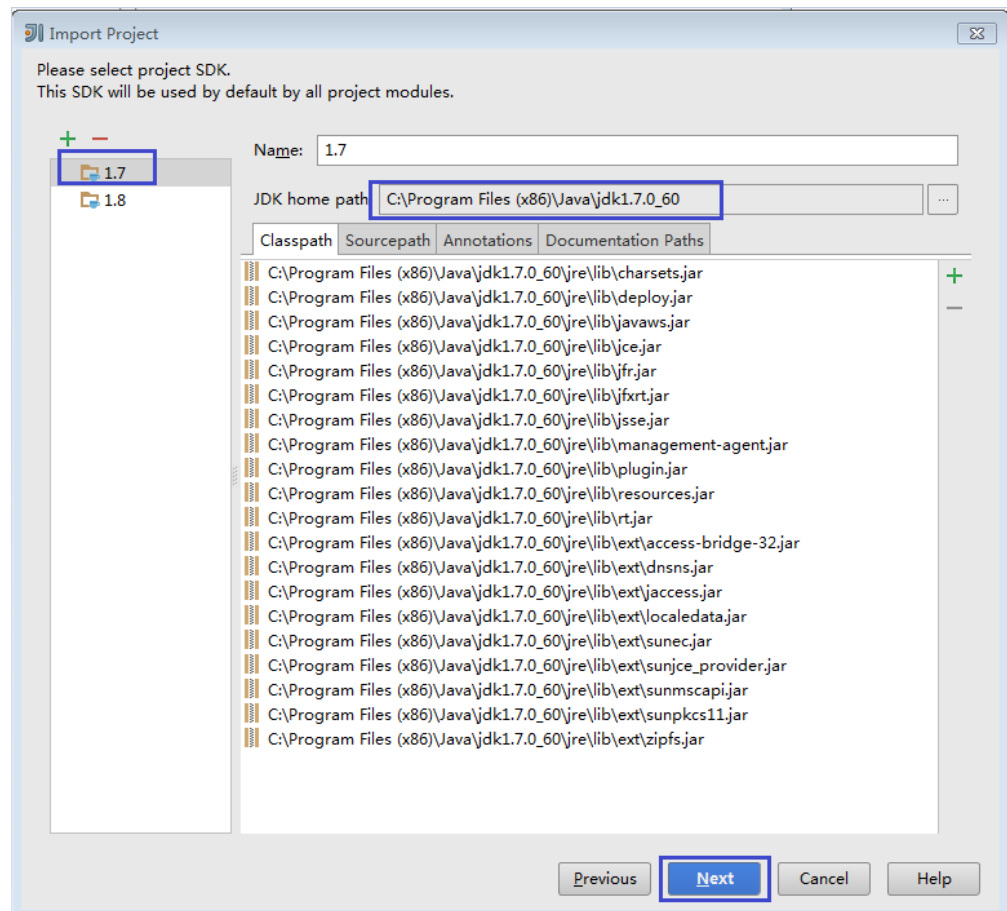 Import Project
Please select project SDK.
This SDK will be used by default by all project modules.
1.7
1.8
Name: 1.7
JDK home path C:\Program Files (x86)\Java\jdk1.7.0_60 ...
Classpath Sourcepath Annotations Documentation Paths
C:\Program Files (x86)\Java\jdk1.7.0_60\jre\lib\charsets.jar
C:\Program Files (x86)\Java\jdk1.7.0_60\jre\lib\deploy.jar
C:\Program Files (x86)\Java\jdk1.7.0_60\jre\lib\javaws.jar
C:\Program Files (x86)\Java\jdk1.7.0_60\jre\lib\jce.jar
C:\Program Files (x86)\Java\jdk1.7.0_60\jre\lib\jfr.jar
C:\Program Files (x86)\Java\jdk1.7.0_60\jre\lib\jfxrt.jar
C:\Program Files (x86)\Java\jdk1.7.0_60\jre\lib\jsse.jar
C:\Program Files (x86)\Java\jdk1.7.0_60\jre\lib\management-agent.jar
C:\Program Files (x86)\Java\jdk1.7.0_60\jre\lib\plugin.jar
C:\Program Files (x86)\Java\jdk1.7.0_60\jre\lib\resources.jar
C:\Program Files (x86)\Java\jdk1.7.0_60\jre\lib\rt.jar
C:\Program Files (x86)\Java\jdk1.7.0_60\jre\lib\ext\access-bridge-32.jar
C:\Program Files (x86)\Java\jdk1.7.0_60\jre\lib\ext\dnsns.jar
C:\Program Files (x86)\Java\jdk1.7.0_60\jre\lib\ext\jaccess.jar
C:\Program Files (x86)\Java\jdk1.7.0_60\jre\lib\ext\localedata.jar
C:\Program Files (x86)\Java\jdk1.7.0_60\jre\lib\ext\sunec.jar
C:\Program Files (x86)\Java\jdk1.7.0_60\jre\lib\ext\sunjce_provider.jar
C:\Program Files (x86)\Java\jdk1.7.0_60\jre\lib\ext\sunmscapi.jar
C:\Program Files (x86)\Java\jdk1.7.0_60\jre\lib\ext\sunpkcs11.jar
C:\Program Files (x86)\Java\jdk1.7.0_60\jre\lib\ext\zipfs.jar
Previous Next Cancel Help